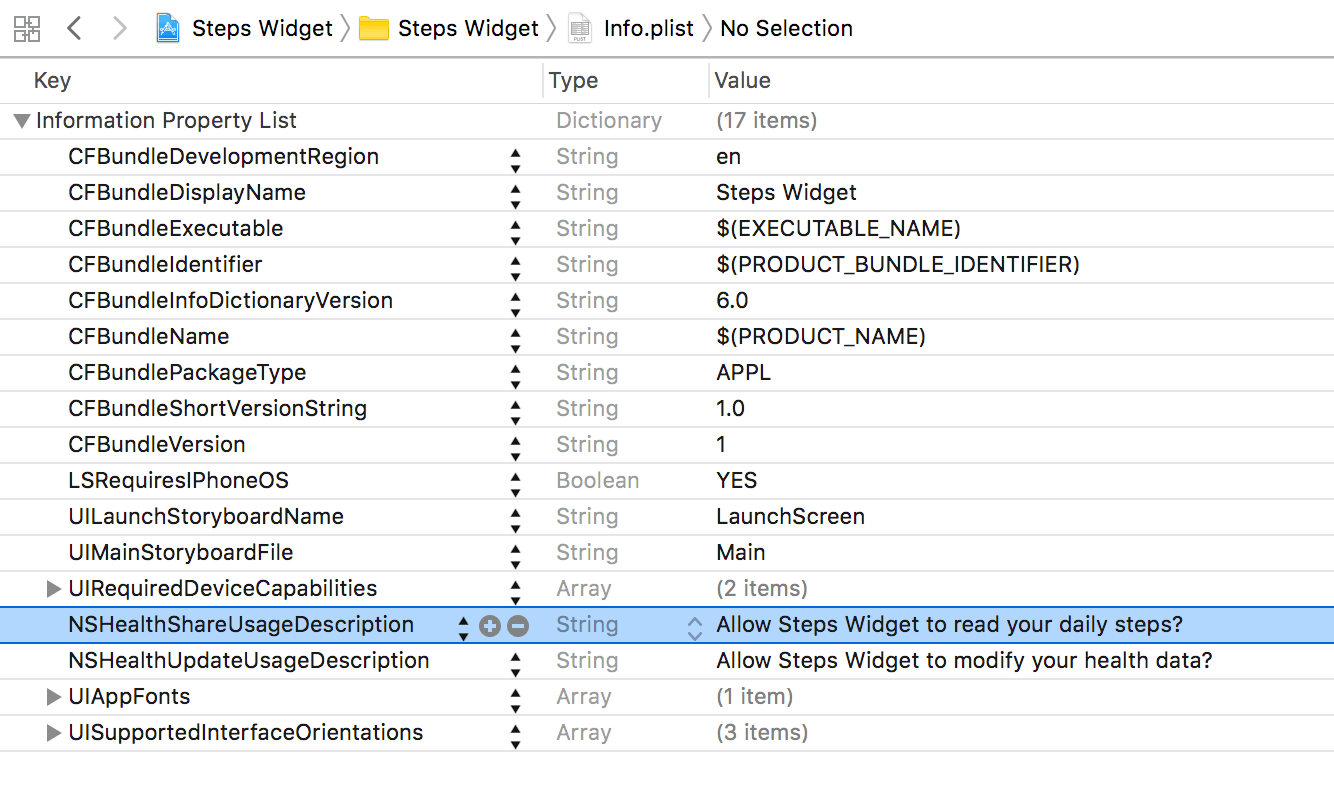 Steps Widget Steps Widget Info.plist No Selection
Key Type Value
Information Property List Dictionary (17 items)
CFBundleDevelopmentRegion String en
CFBundleDisplayName String Steps Widget
CFBundleExecutable String $(EXECUTABLE_NAME)
CFBundleIdentifier String $(PRODUCT_BUNDLE_IDENTIFIER)
CFBundleInfoDictionaryVersion String 6.0
CFBundleName String $(PRODUCT_NAME)
CFBundlePackageType String APPL
CFBundleShortVersionString String 1.0
CFBundleVersion String 1
LSRequiresIPhoneOS Boolean YES
UILaunchStoryboardName String LaunchScreen
UIMainStoryboardFile String Main
UIRequiredDeviceCapabilities Array (2 items)
NSHealthShareUsageDescription String Allow Steps Widget to read your daily steps?
NSHealthUpdateUsageDescription String Allow Steps Widget to modify your health data?
UIAppFonts Array (1 item)
UISupportedInterfaceOrientations Array (3 items)